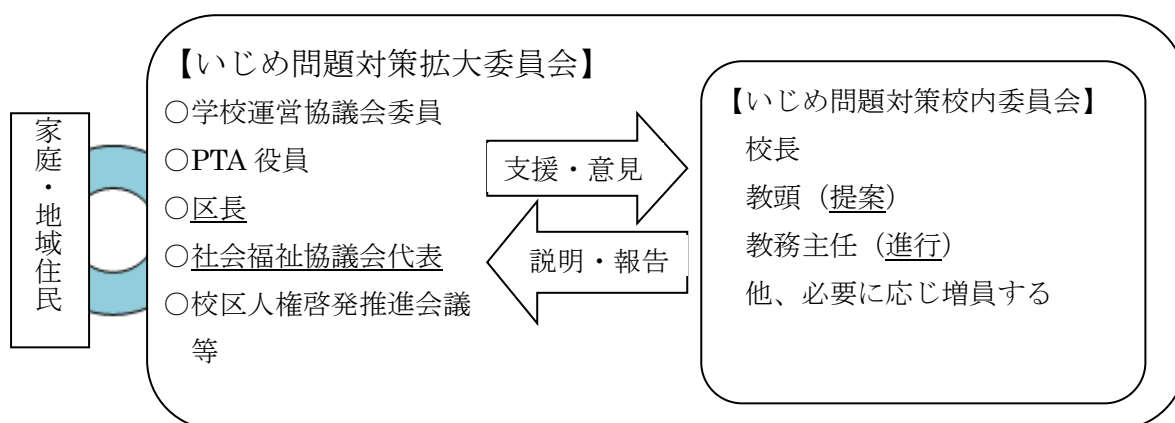 家庭・地域住民
【いじめ問題対策拡大委員会】
○学校運営協議会委員
○PTA 役員
○区長
○社会福祉協議会代表
○校区人権啓発推進会議
等
支援・意見
説明・報告
【いじめ問題対策校内委員会】
校長
教頭（提案）
教務主任（進行）
他、必要に応じ増員する